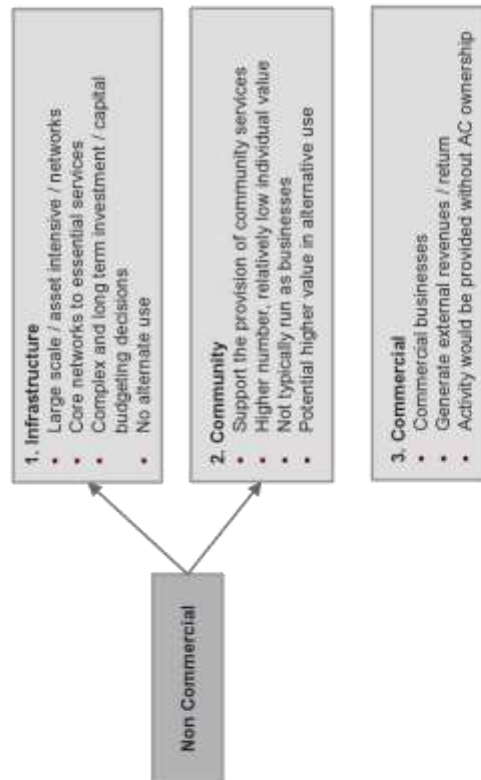 Non Commercial
1. Infrastructure
• Large scale / asset intensive / networks
• Core networks to essential services
• Complex and long term investment / capital
budgeting decisions
• No alternate use
2. Community
• Support the provision of community services
• Higher number, relatively low individual value
• Not typically run as businesses
• Potential higher value in alternative use
3. Commercial
• Commercial businesses
• Generate external revenues / return
• Activity would be provided without AC ownership